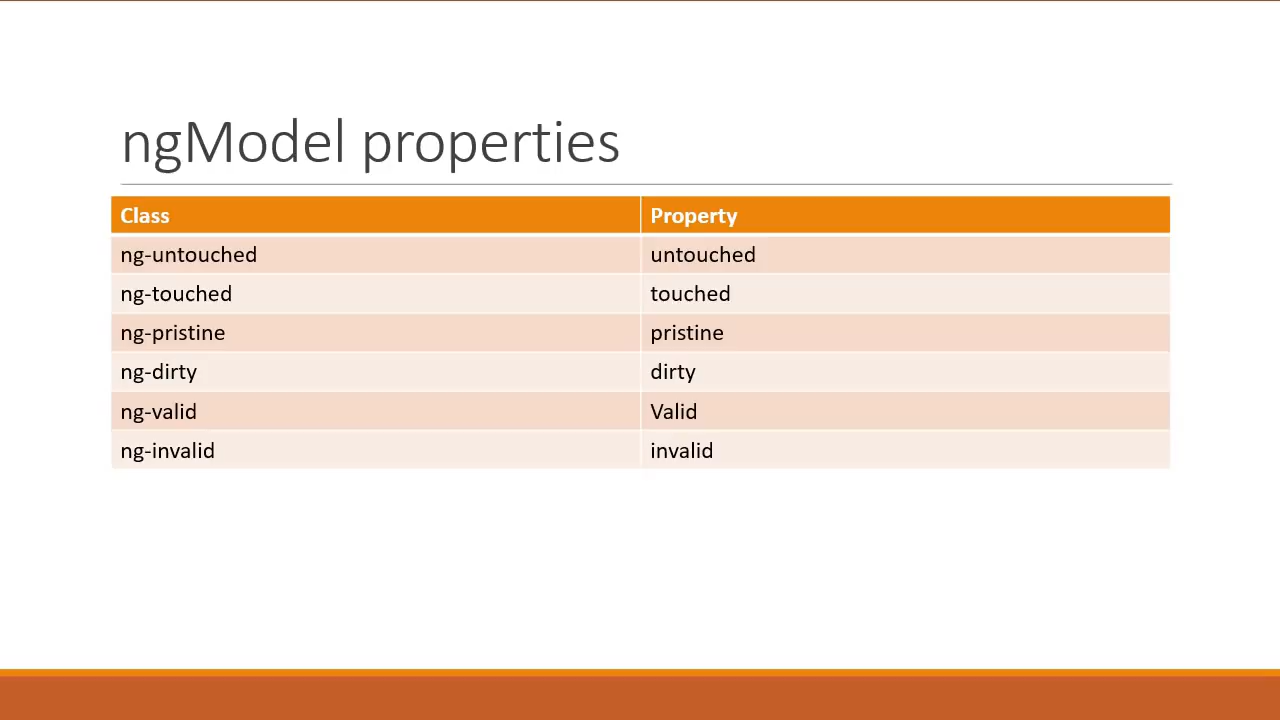 ngModel properties
Class Property
ng-untouched untouched
ng-touched touched
ng-pristine pristine
ng-dirty dirty
ng-valid Valid
ng-invalid invalid